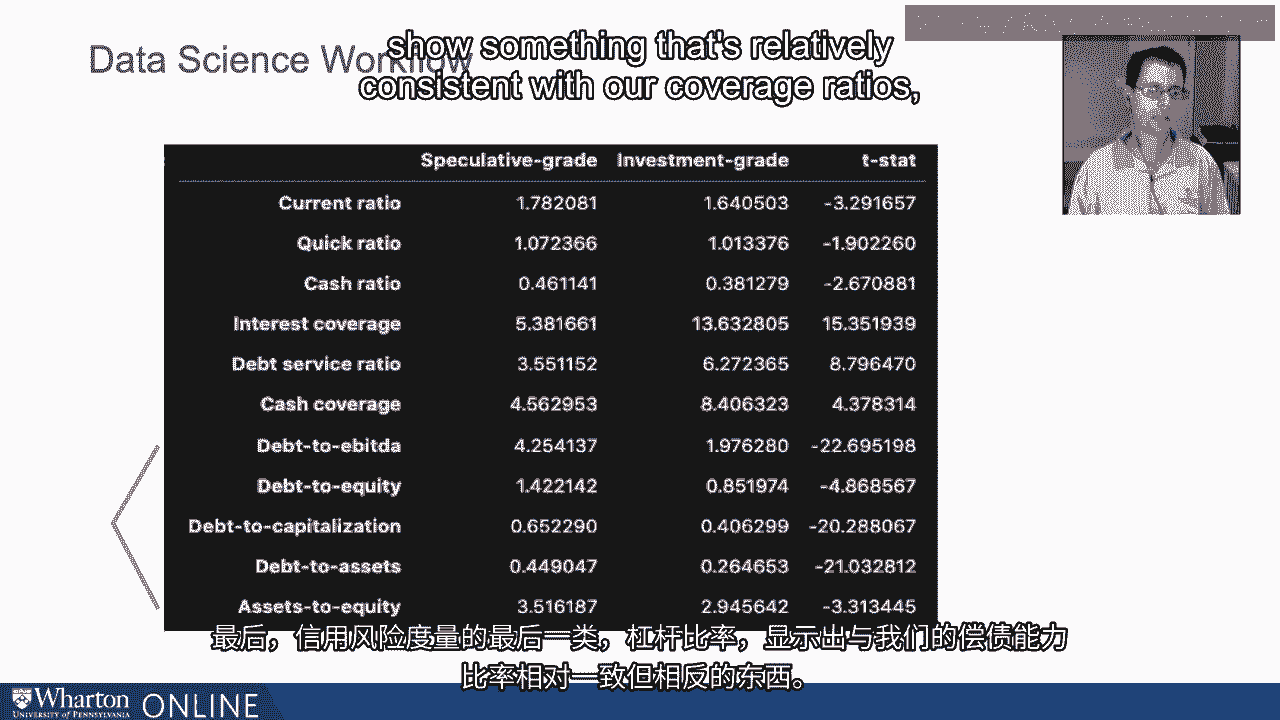 show something that's relatively
consistent with our coverage ratios,
Data Science Workflow
Speculative-grade Investment-grade t-stat
Current ratio 1.782081 1.640503 -3.291657
Quick ratio 1.072366 1.013376 -1.902260
Cash ratio 0.461141 0.381279 -2.670881
Interest coverage 5.381661 13.632805 15.351939
Debt service ratio 3.551152 6.272365 8.796470
Cash coverage 4.562953 8.406323 4.378314
Debt-to-ebitda 4.254137 1.976280 -22.695198
Debt-to-equity 1.422142 0.851974 -4.868567
Debt-to-capitalization 0.652290 0.406299 -20.288067
Debt-to-assets 0.449047 0.264653 -21.032812
Assets-to-equity 3.516187 2.945642 -3.313445
最后，信用风险度量的最后一类，杠杆比率，显示出与我们的偿债能力
比率相对一致但相反的东西。
Wharton ONLINE
UNIVERSITY of PENNSYLVANIA